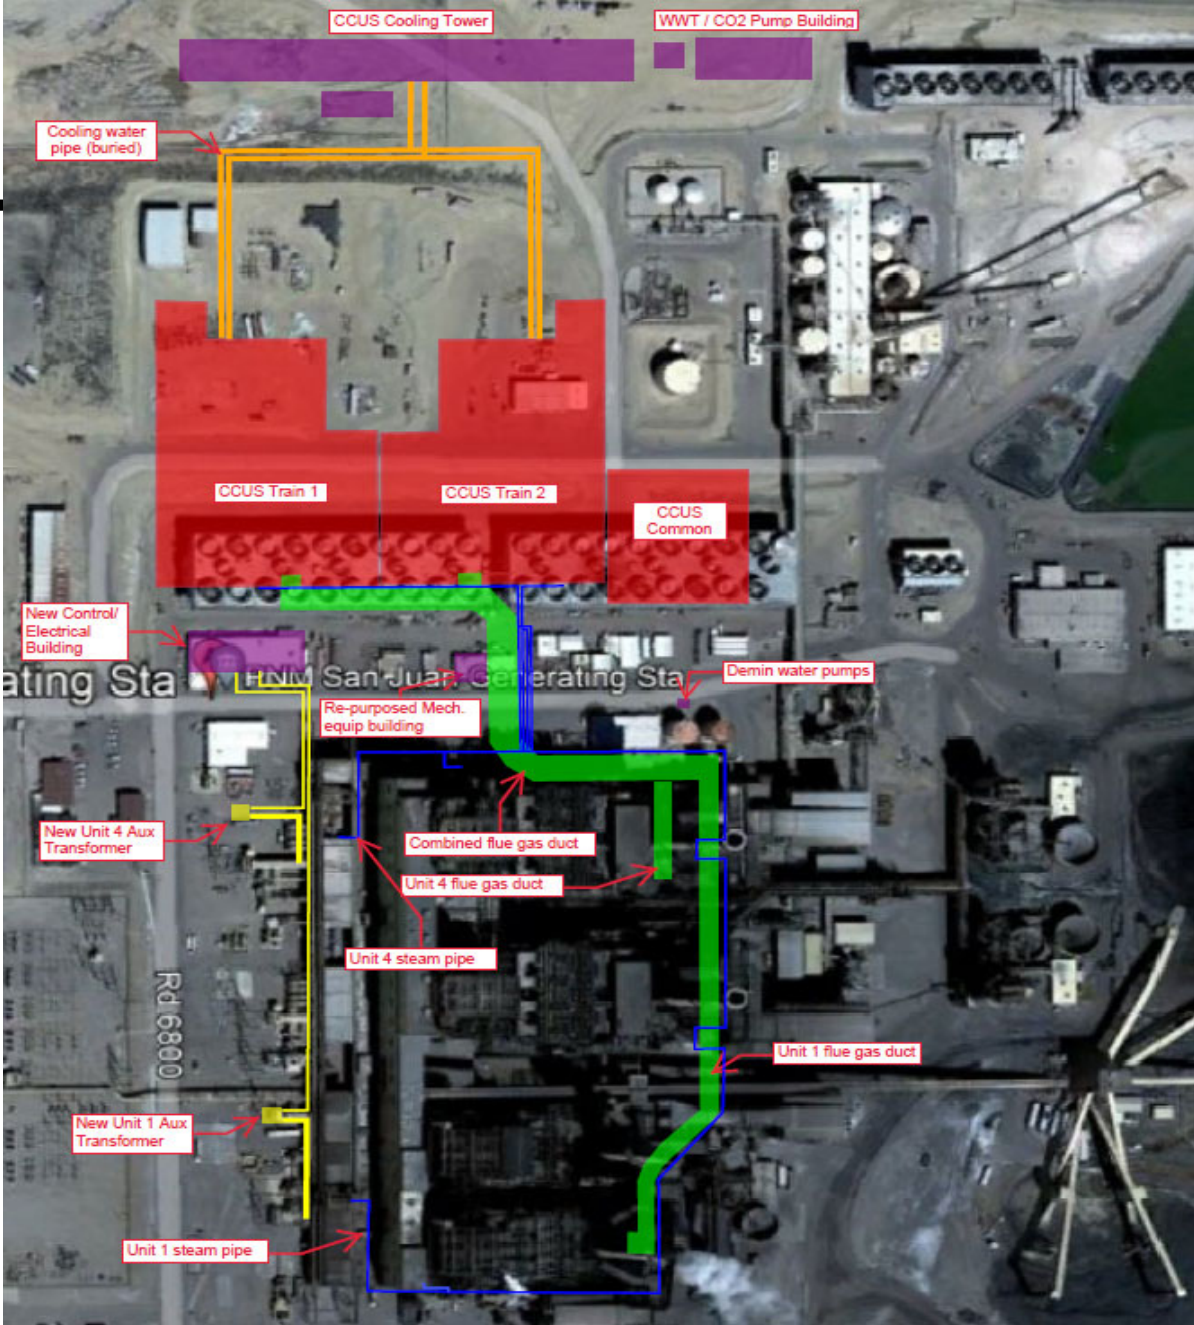 CCUS Cooling Tower
WWT / CO2 Pump Building
Cooling water
pipe (buried)
CCUS Train 1
CCUS Train 2
CCUS
Common
New Control/
Electrical
Building
ating Sta
PNM San Juan Generating Sta
Demin water pumps
Re-purposed Mech.
equip building
New Unit 4 Aux
Transformer
Combined flue gas duct
Unit 4 flue gas duct
Unit 4 steam pipe
Rd 6800
Unit 1 flue gas duct
New Unit 1 Aux
Transformer
Unit 1 steam pipe